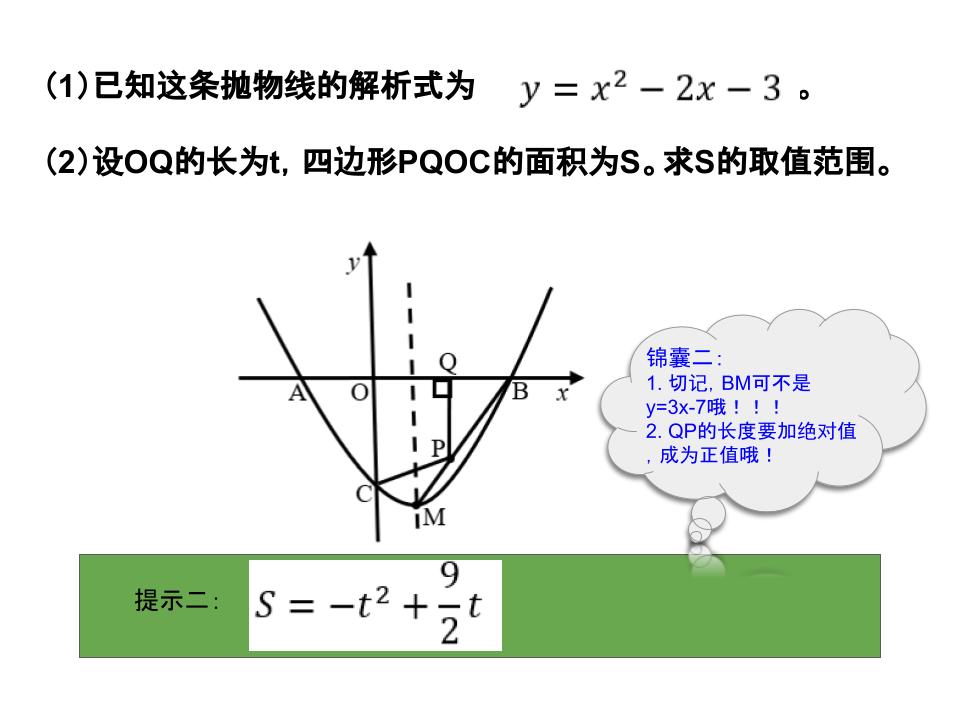 （1）已知这条抛物线的解析式为 y = x² − 2x − 3 。
（2）设OQ的长为t，四边形PQOC的面积为S。求S的取值范围。
y
Q
A
O
B
x
P
C
M
锦囊二：
1. 切记，BM可不是
y=3x-7哦！！！
2. QP的长度要加绝对值
，成为正值哦！
提示二： S = −t² + 9/2 t